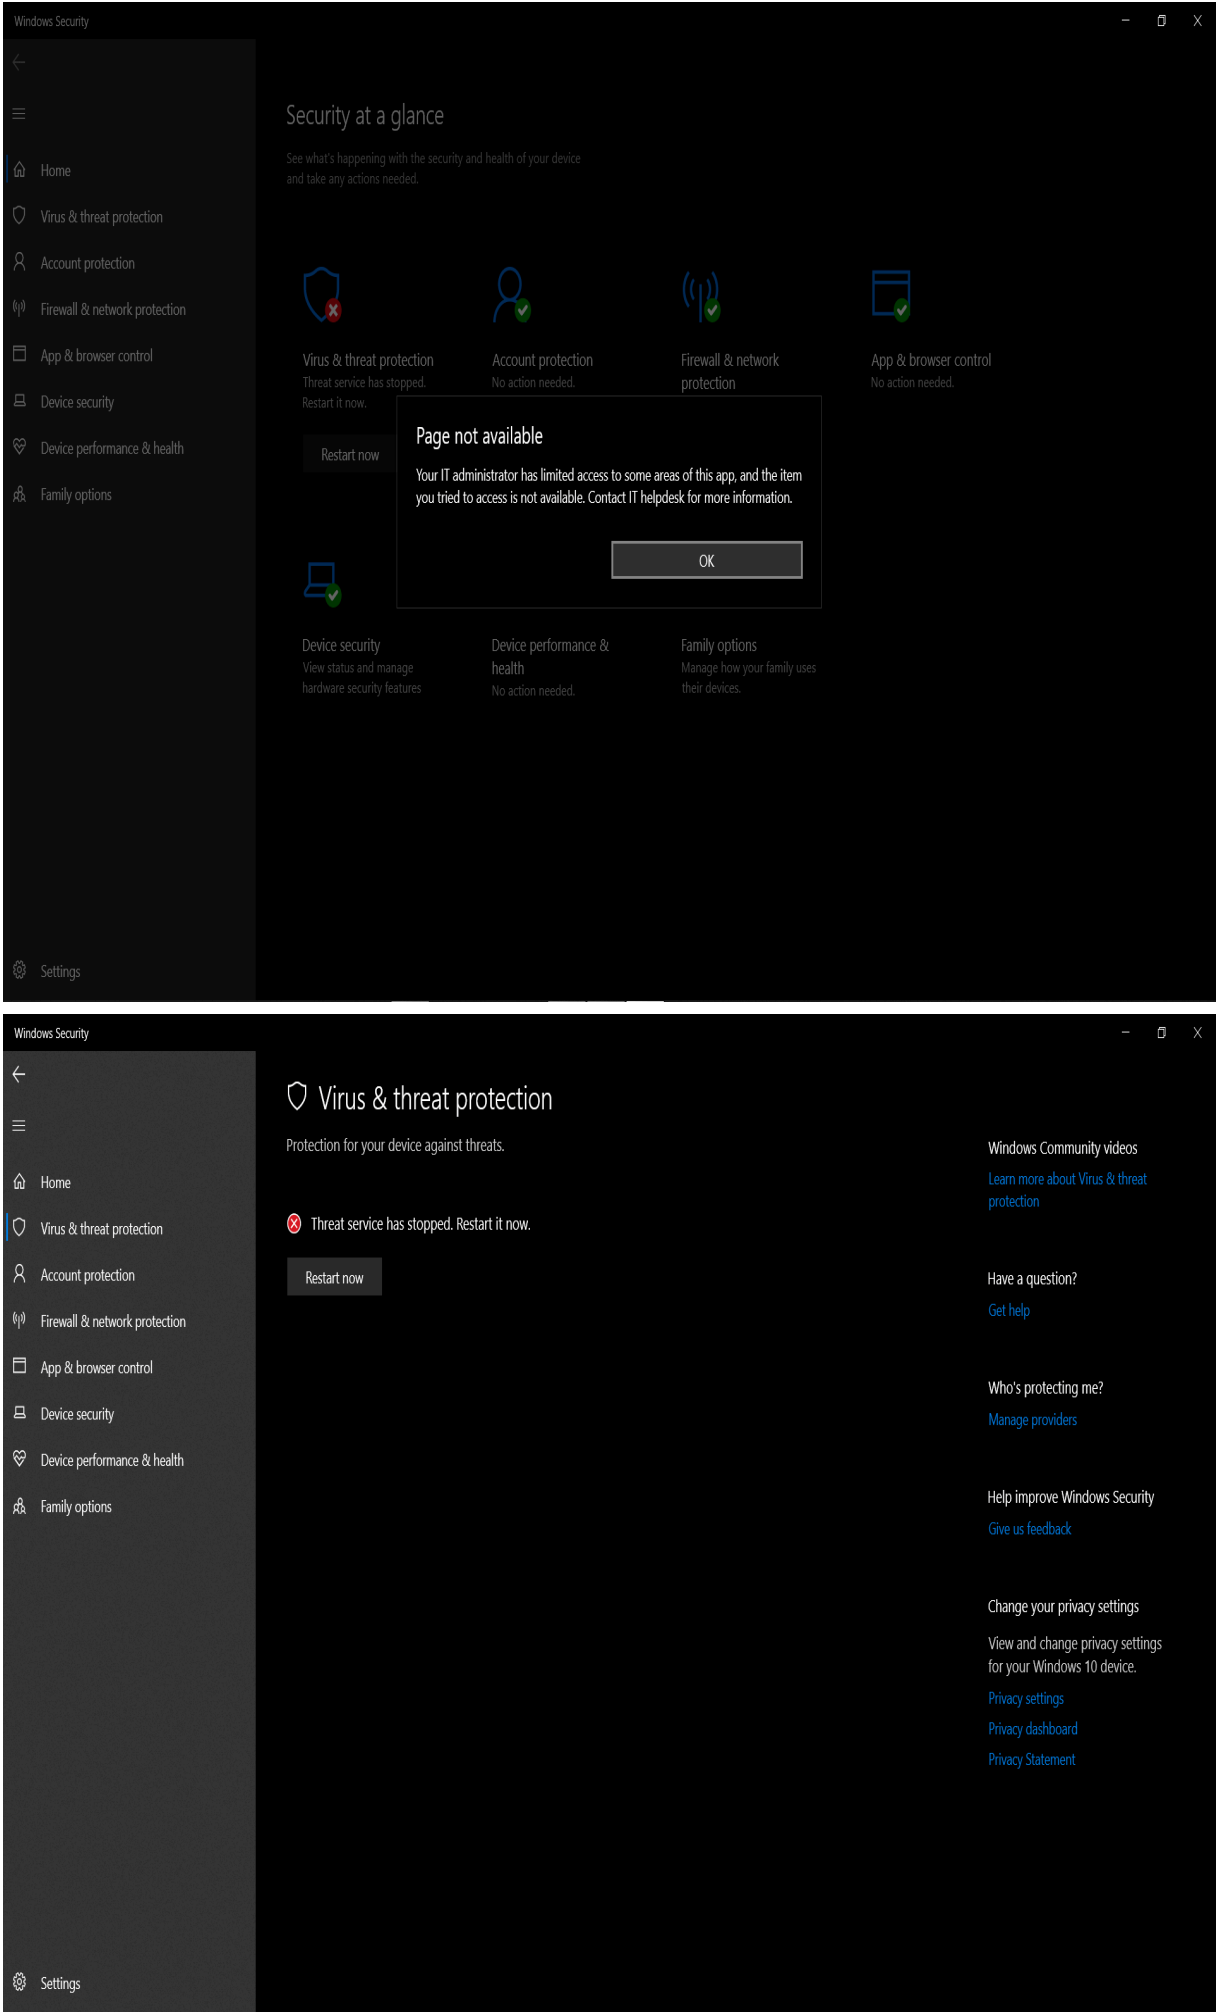 Windows Security
Home
Virus & threat protection
Account protection
Firewall & network protection
App & browser control
Device security
Device performance & health
Family options
Settings
Security at a glance
See what's happening with the security and health of your device
and take any actions needed.
Virus & threat protection
Threat service has stopped.
Restart it now.
Restart now
Account protection
No action needed.
Firewall & network
protection
App & browser control
No action needed.
Page not available
Your IT administrator has limited access to some areas of this app, and the item
you tried to access is not available. Contact IT helpdesk for more information.
OK
Device security
View status and manage
hardware security features
Device performance &
health
No action needed.
Family options
Manage how your family uses
their devices.
Windows Security
Home
Virus & threat protection
Account protection
Firewall & network protection
App & browser control
Device security
Device performance & health
Family options
Settings
Virus & threat protection
Protection for your device against threats.
Threat service has stopped. Restart it now.
Restart now
Windows Community videos
Learn more about Virus & threat
protection
Have a question?
Get help
Who's protecting me?
Manage providers
Help improve Windows Security
Give us feedback
Change your privacy settings
View and change privacy settings
for your Windows 10 device.
Privacy settings
Privacy dashboard
Privacy Statement